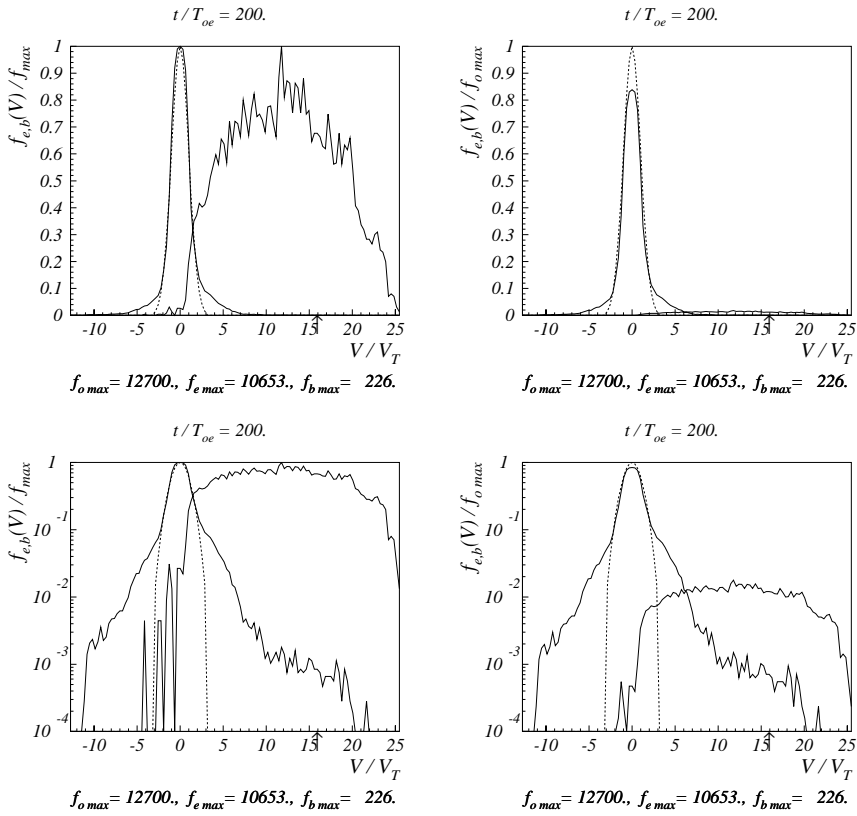 t / T_oe = 200.
f_e,b(V) / f_max
1
0.9
0.8
0.7
0.6
0.5
0.4
0.3
0.2
0.1
0
-10 -5 0 5 10 15 20 25
V / V_T
f_o max= 12700., f_e max= 10653., f_b max= 226.
t / T_oe = 200.
f_e,b(V) / f_o max
1
0.9
0.8
0.7
0.6
0.5
0.4
0.3
0.2
0.1
0
-10 -5 0 5 10 15 20 25
V / V_T
f_o max= 12700., f_e max= 10653., f_b max= 226.
t / T_oe = 200.
f_e,b(V) / f_max
1
10^-1
10^-2
10^-3
10^-4
-10 -5 0 5 10 15 20 25
V / V_T
f_o max= 12700., f_e max= 10653., f_b max= 226.
t / T_oe = 200.
f_e,b(V) / f_o max
1
10^-1
10^-2
10^-3
10^-4
-10 -5 0 5 10 15 20 25
V / V_T
f_o max= 12700., f_e max= 10653., f_b max= 226.